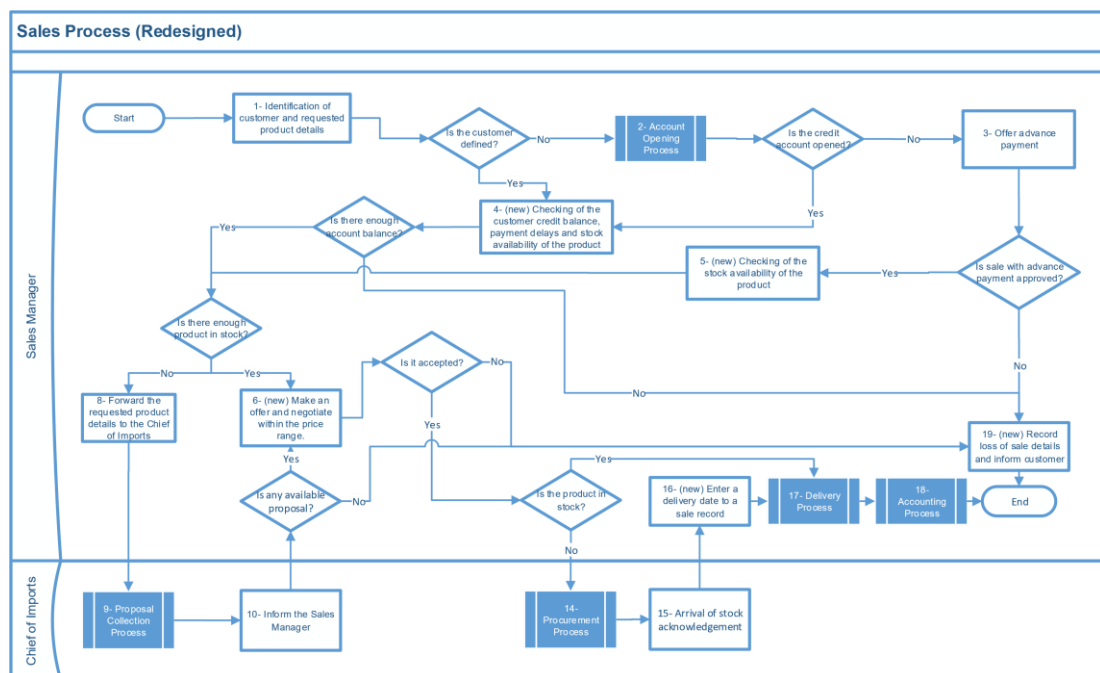 Sales Process (Redesigned)
Sales Manager
Start
1- Identification of
customer and requested
product details
Is the customer
defined?
No
2- Account
Opening
Process
Is the credit
account opened?
No
3- Offer advance
payment
Yes
Yes
Is there enough
account balance?
Yes
4- (new) Checking of the
customer credit balance,
payment delays and stock
availability of the product
5- (new) Checking of the
stock availability of the
product
Yes
Is sale with advance
payment approved?
Is there enough
product in stock?
No
Yes
Is it accepted?
No
No
No
8- Forward the
requested product
details to the Chief
of Imports
6- (new) Make an
offer and negotiate
within the price
range.
Yes
19- (new) Record
loss of sale details
and inform customer
Yes
Is any available
proposal?
No
Is the product in
stock?
Yes
16- (new) Enter a
delivery date to a
sale record
17- Delivery
Process
18-
Accounting
Process
End
No
Chief of Imports
9- Proposal
Collection
Process
10- Inform the Sales
Manager
14-
Procurement
Process
15- Arrival of stock
acknowledgement